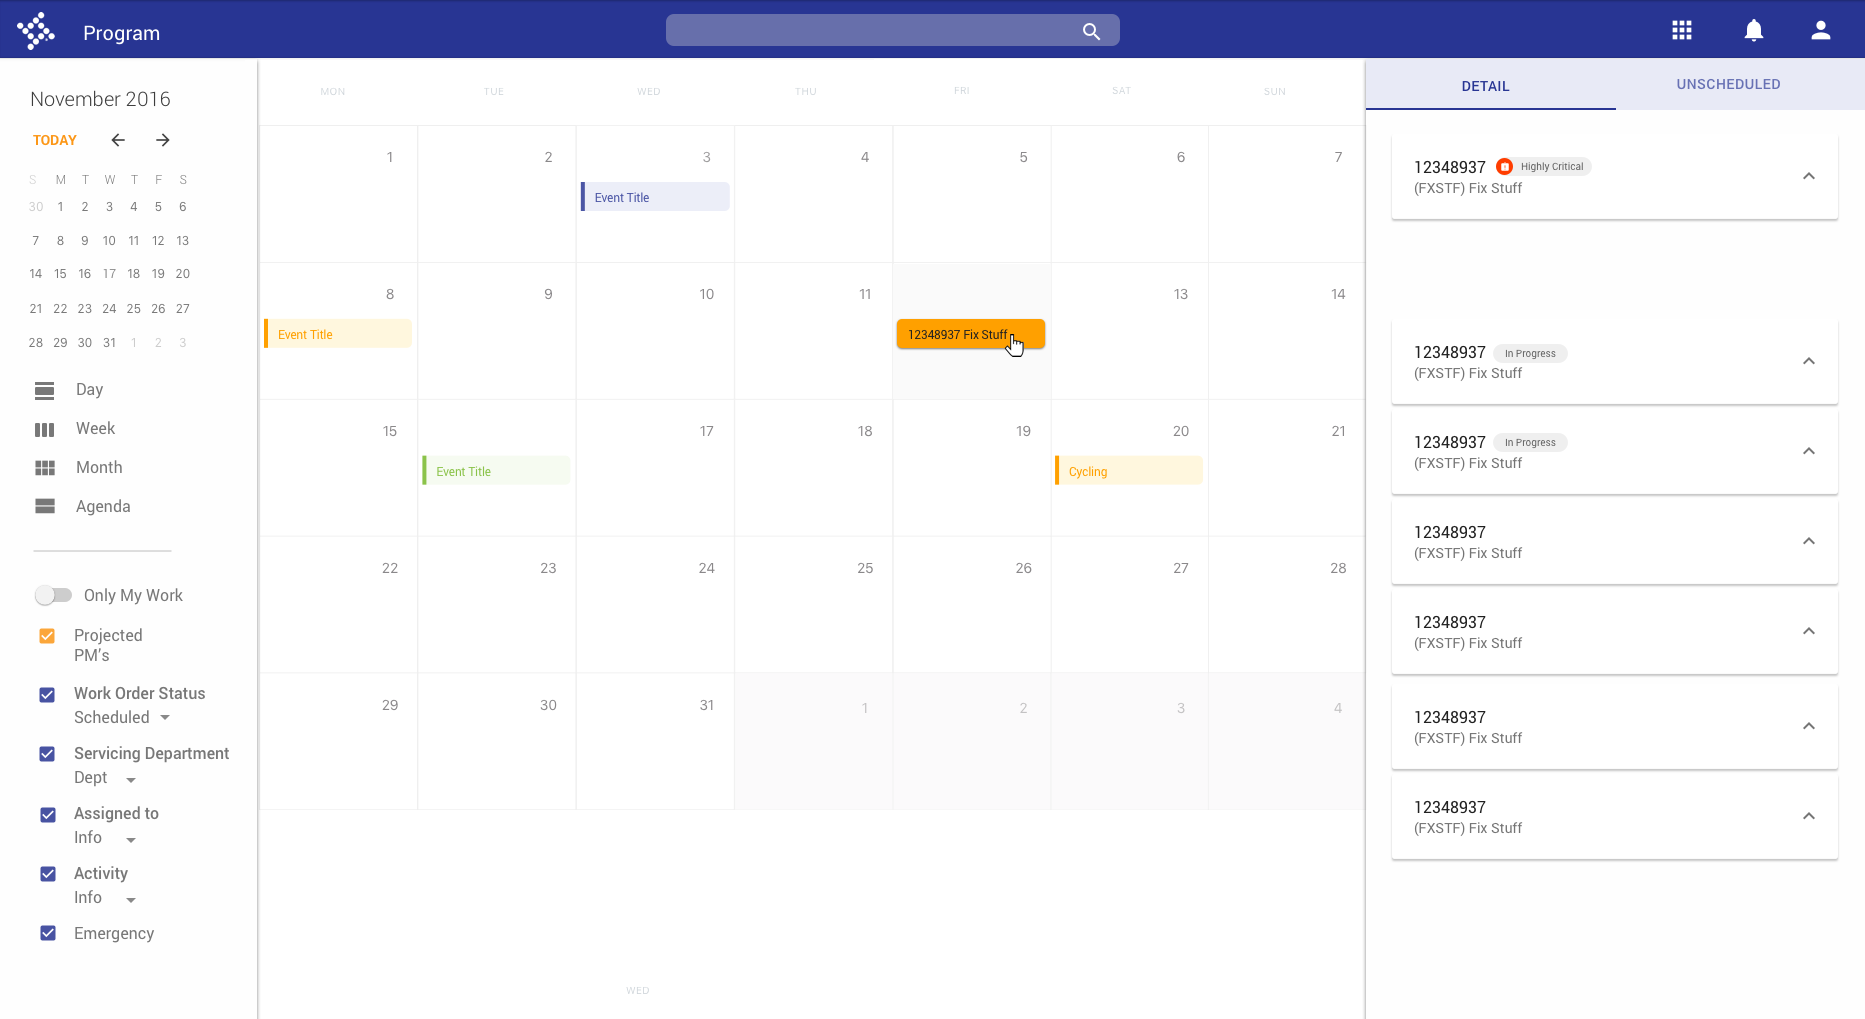 Program
November 2016
TODAY
S M T W T F S
30 1 2 3 4 5 6
7 8 9 10 11 12 13
14 15 16 17 18 19 20
21 22 23 24 25 26 27
28 29 30 31 1 2 3
Day
Week
Month
Agenda
Only My Work
Projected
PM's
Work Order Status
Scheduled
Servicing Department
Dept
Assigned to
Info
Activity
Info
Emergency
MON TUE WED THU FRI SAT SUN
1 2 3 4 5 6 7
Event Title
8 9 10 11 13 14
Event Title
12348937 Fix Stuff
15 17 18 19 20 21
Event Title
Cycling
22 23 24 25 26 27 28
29 30 31 1 2 3 4
WED
DETAIL
UNSCHEDULED
12348937 Highly Critical
(FXSTF) Fix Stuff
12348937 In Progress
(FXSTF) Fix Stuff
12348937 In Progress
(FXSTF) Fix Stuff
12348937
(FXSTF) Fix Stuff
12348937
(FXSTF) Fix Stuff
12348937
(FXSTF) Fix Stuff
12348937
(FXSTF) Fix Stuff